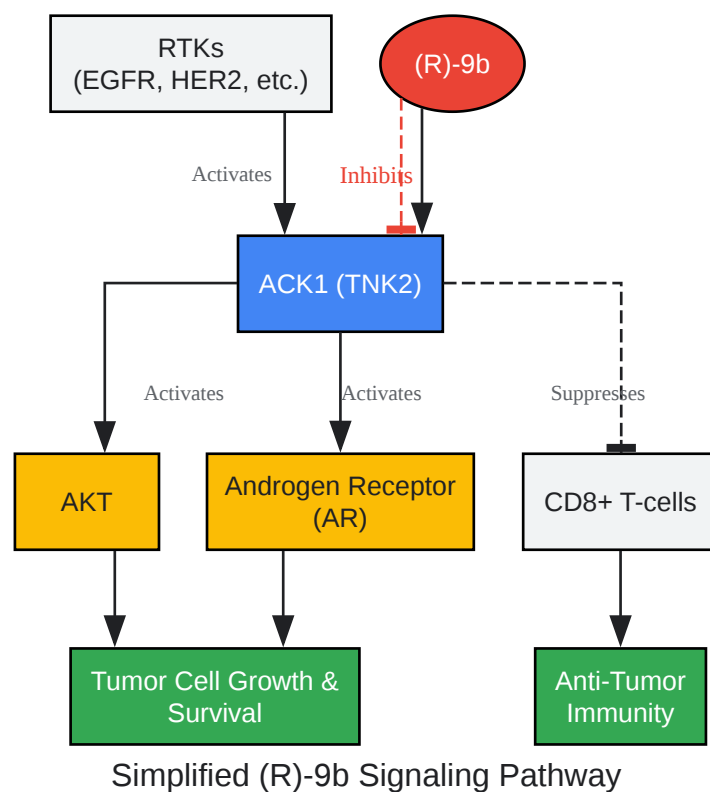 RTKs
(EGFR, HER2, etc.)
(R)-9b
Activates
Inhibits
ACK1 (TNK2)
Activates
Activates
Suppresses
AKT
Androgen Receptor
(AR)
CD8+ T-cells
Tumor Cell Growth &
Survival
Anti-Tumor
Immunity
Simplified (R)-9b Signaling Pathway